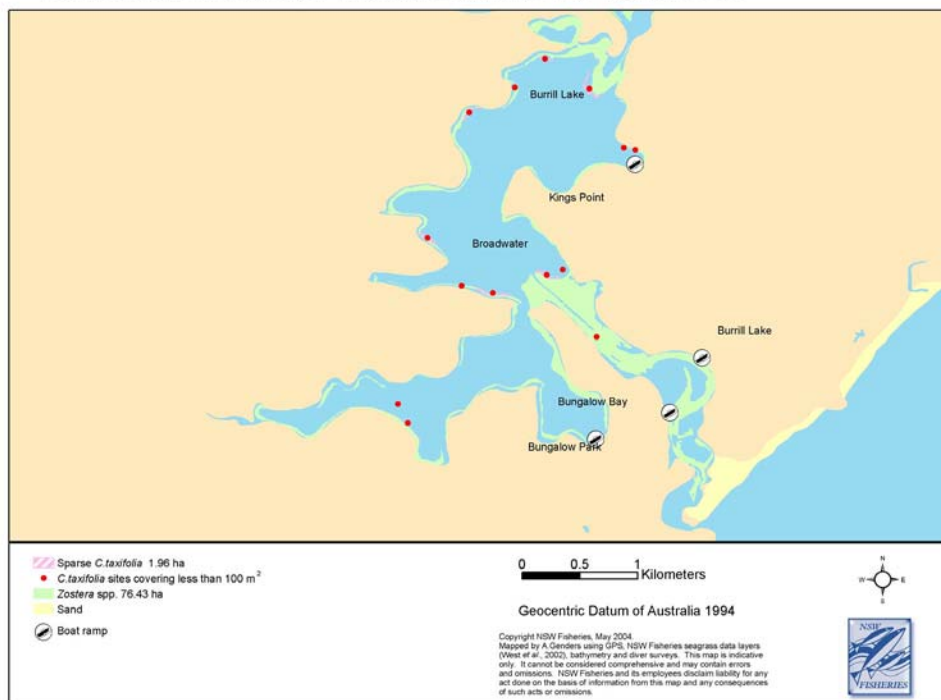 Burrill Lake
Kings Point
Broadwater
Burrill Lake
Bungalow Bay
Bungalow Park
Sparse C.taxifolia 1.96 ha
C.taxifolia sites covering less than 100 m²
Zostera spp. 76.43 ha
Sand
Boat ramp
0 0.5 1
Kilometers
Geocentric Datum of Australia 1994
Copyright NSW Fisheries, May 2004.
Mapped by A.Genders using GPS, NSW Fisheries seagrass data layers
(West et al., 2002), bathymetry and diver surveys. This map is indicative
only. It cannot be considered comprehensive and may contain errors
and omissions. NSW Fisheries and its employees disclaim liability for any
act done on the basis of information from this map and any consequences
of such acts or omissions.
N
W E
S
NSW
FISHERIES